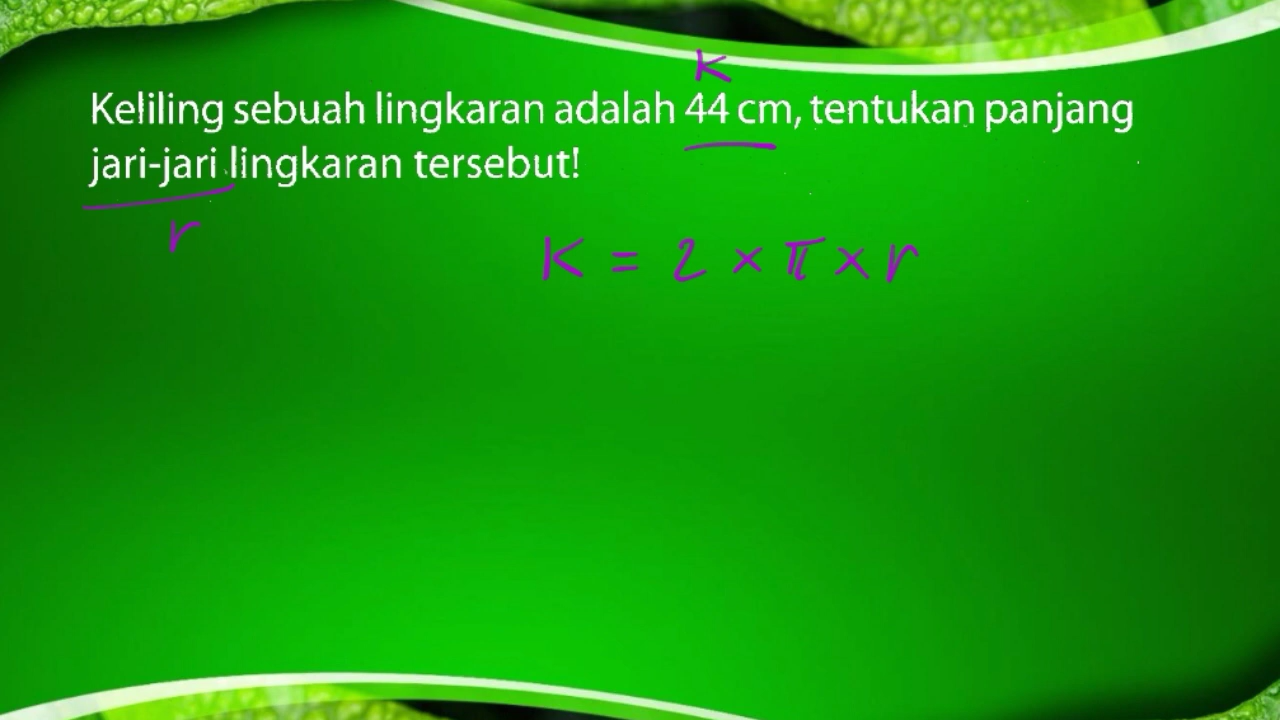 K
Keliling sebuah lingkaran adalah 44 cm, tentukan panjang
jari-jari lingkaran tersebut!
r
K = 2 × π × r